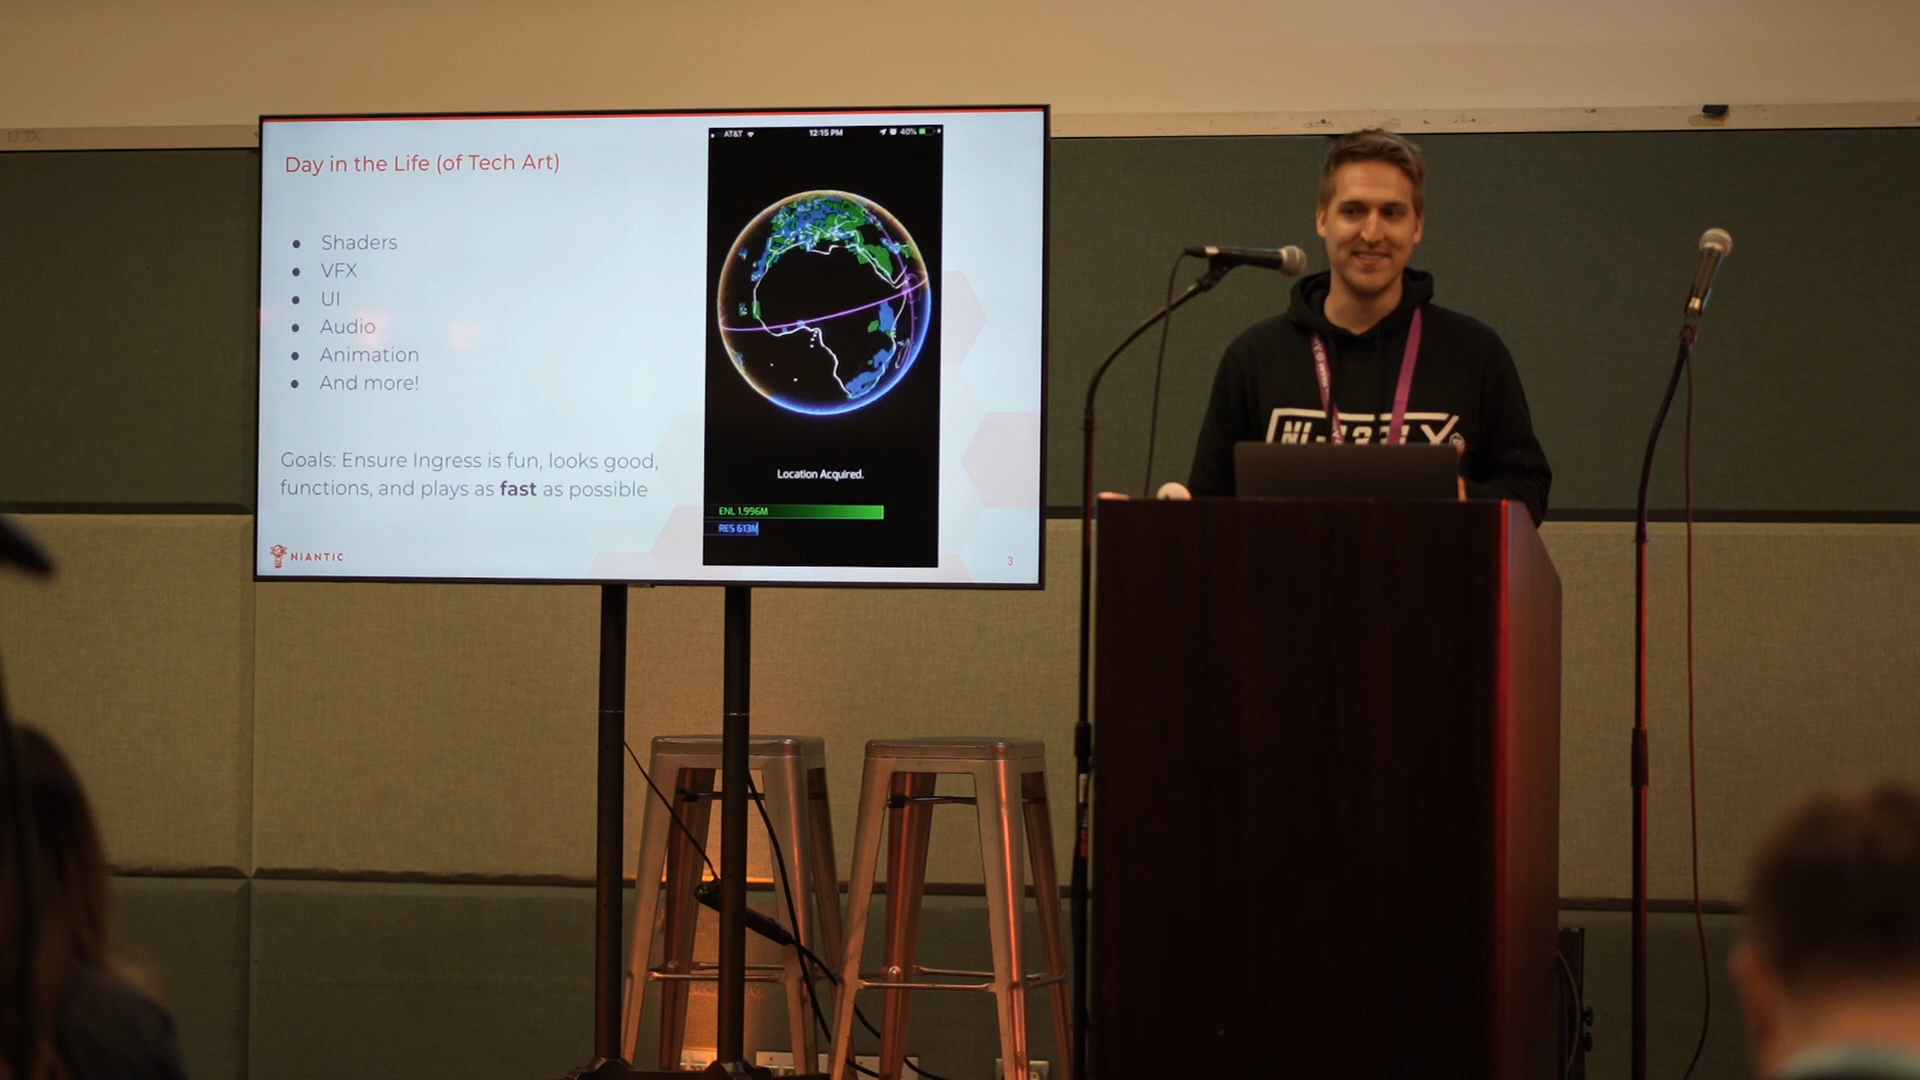 Day in the Life (of Tech Art)
Shaders
VFX
UI
Audio
Animation
And more!
Goals: Ensure Ingress is fun, looks good,
functions, and plays as fast as possible
NIANTIC
AT&T 12:15 PM 40%
Location Acquired.
ENL 1,996M
RES 613M
3